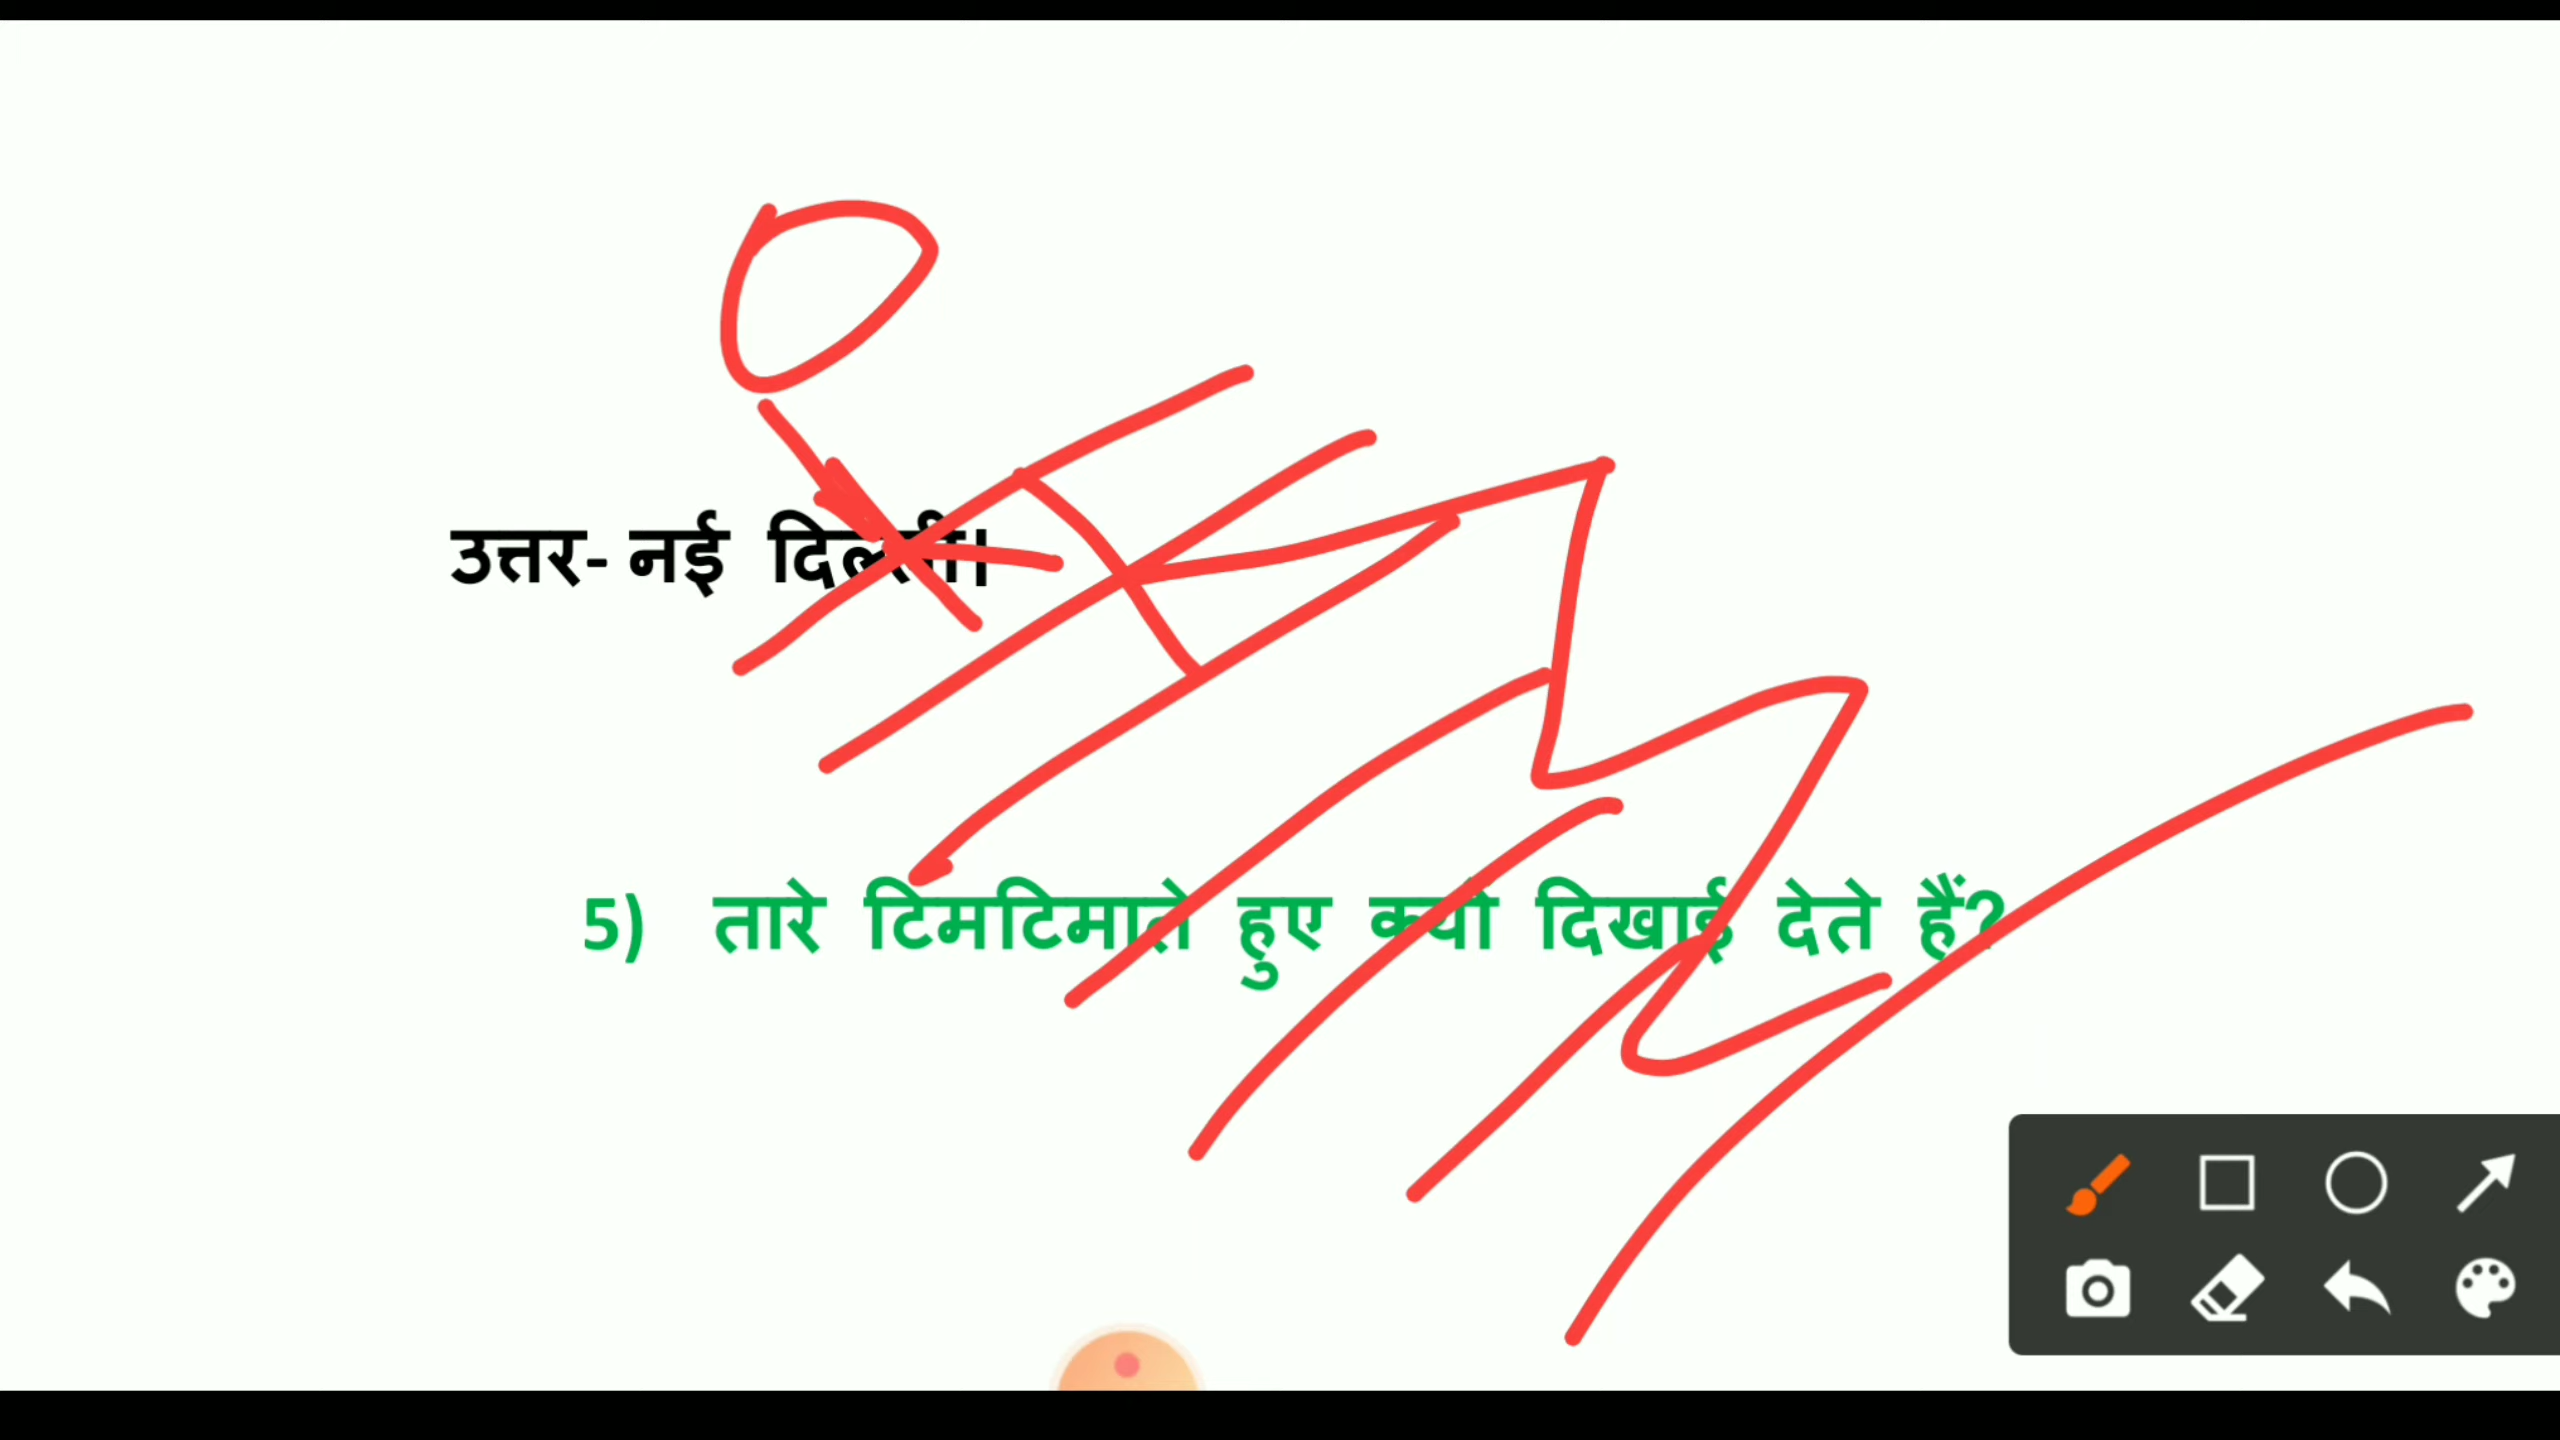 उत्तर- नई दिल्ली।
5) तारे टिमटिमाते हुए क्यों दिखाई देते हैं?